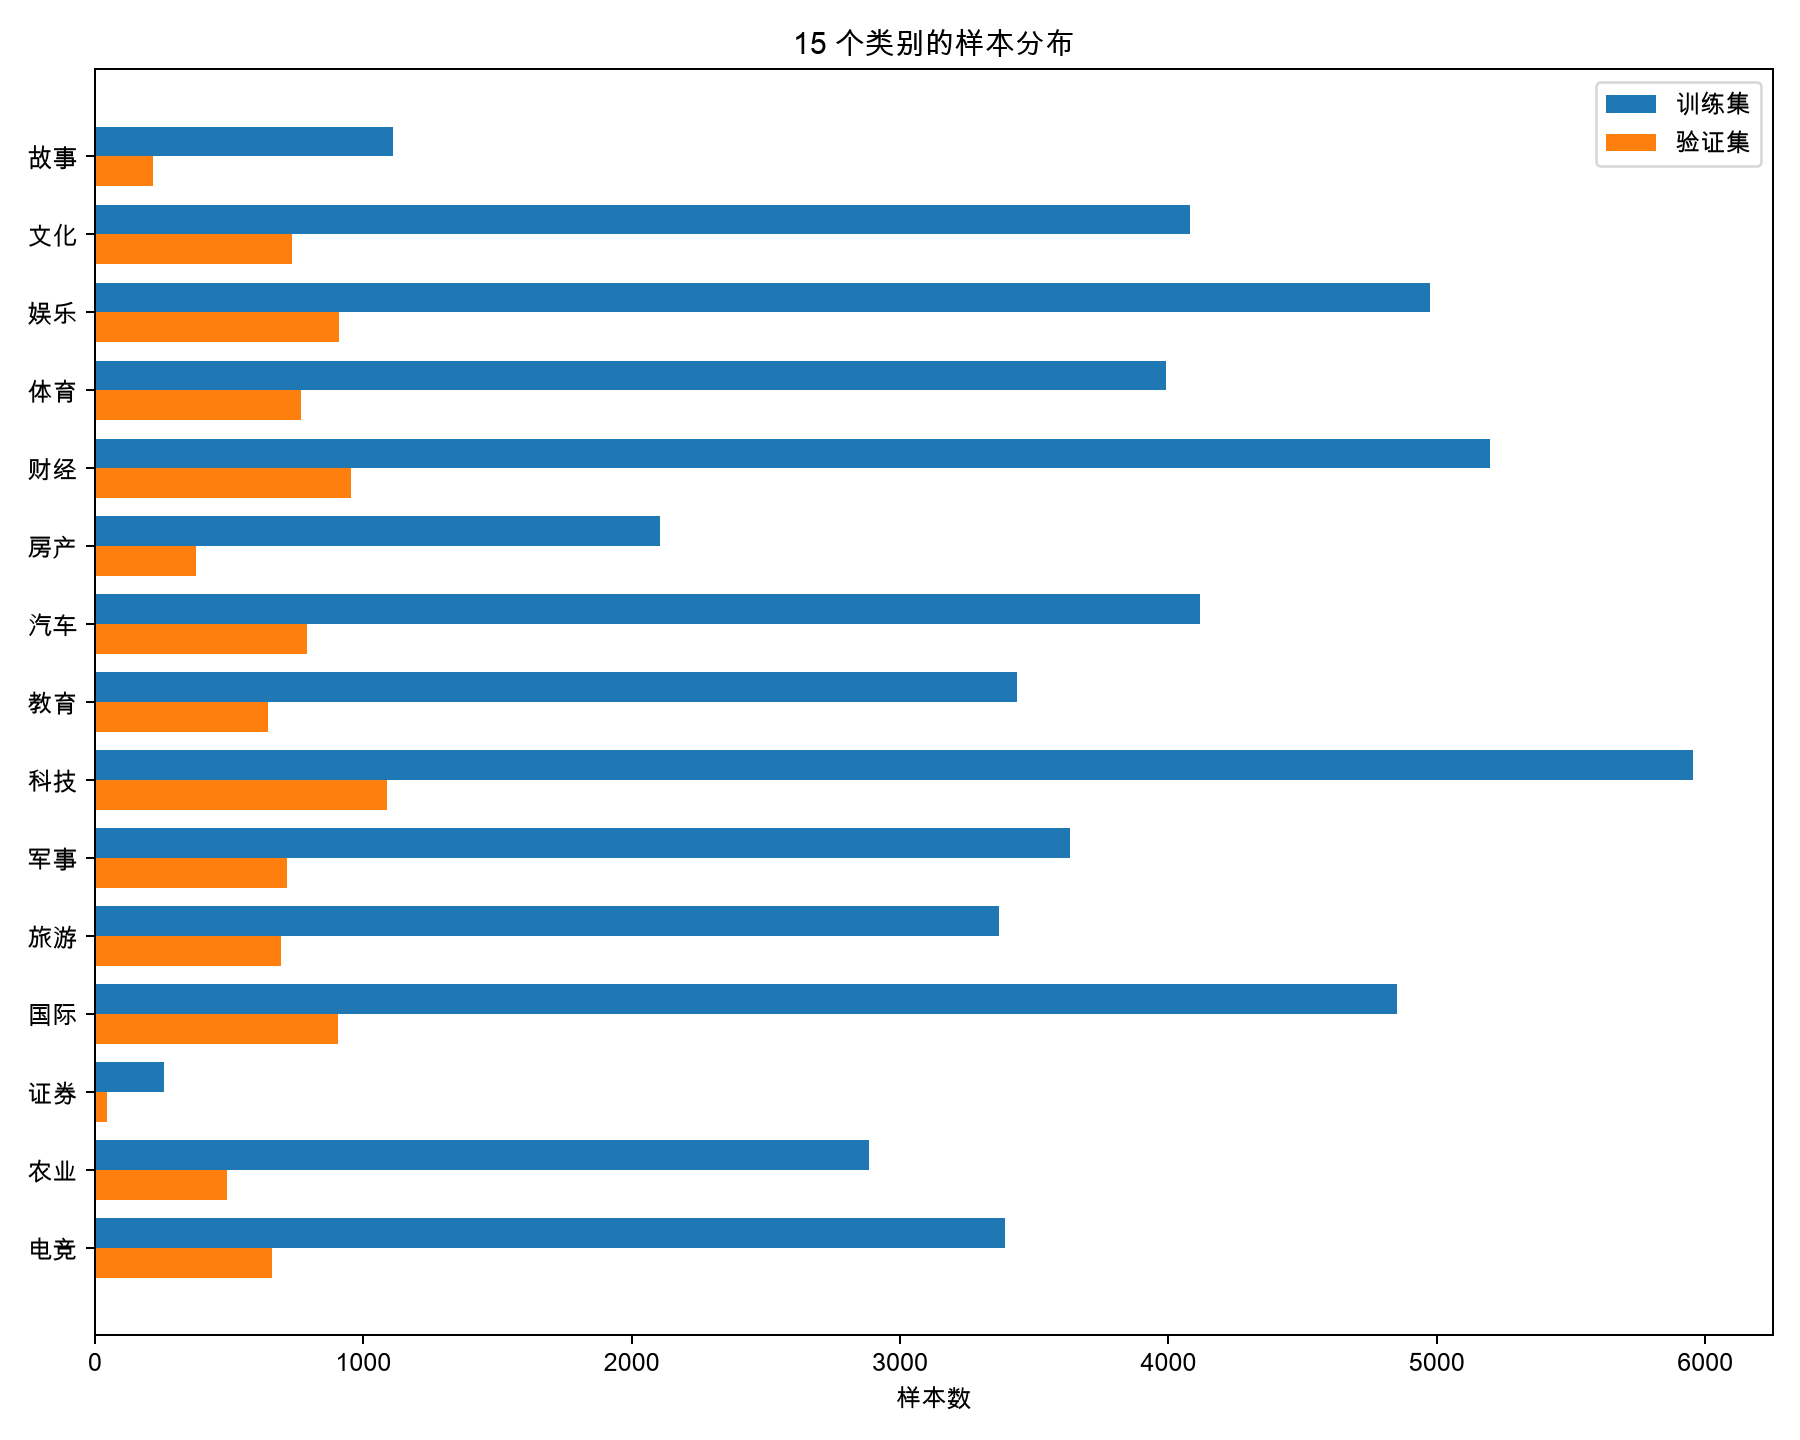 15 个类别的样本分布
训练集
验证集
故事
文化
娱乐
体育
财经
房产
汽车
教育
科技
军事
旅游
国际
证券
农业
电竞
0 1000 2000 3000 4000 5000 6000
样本数